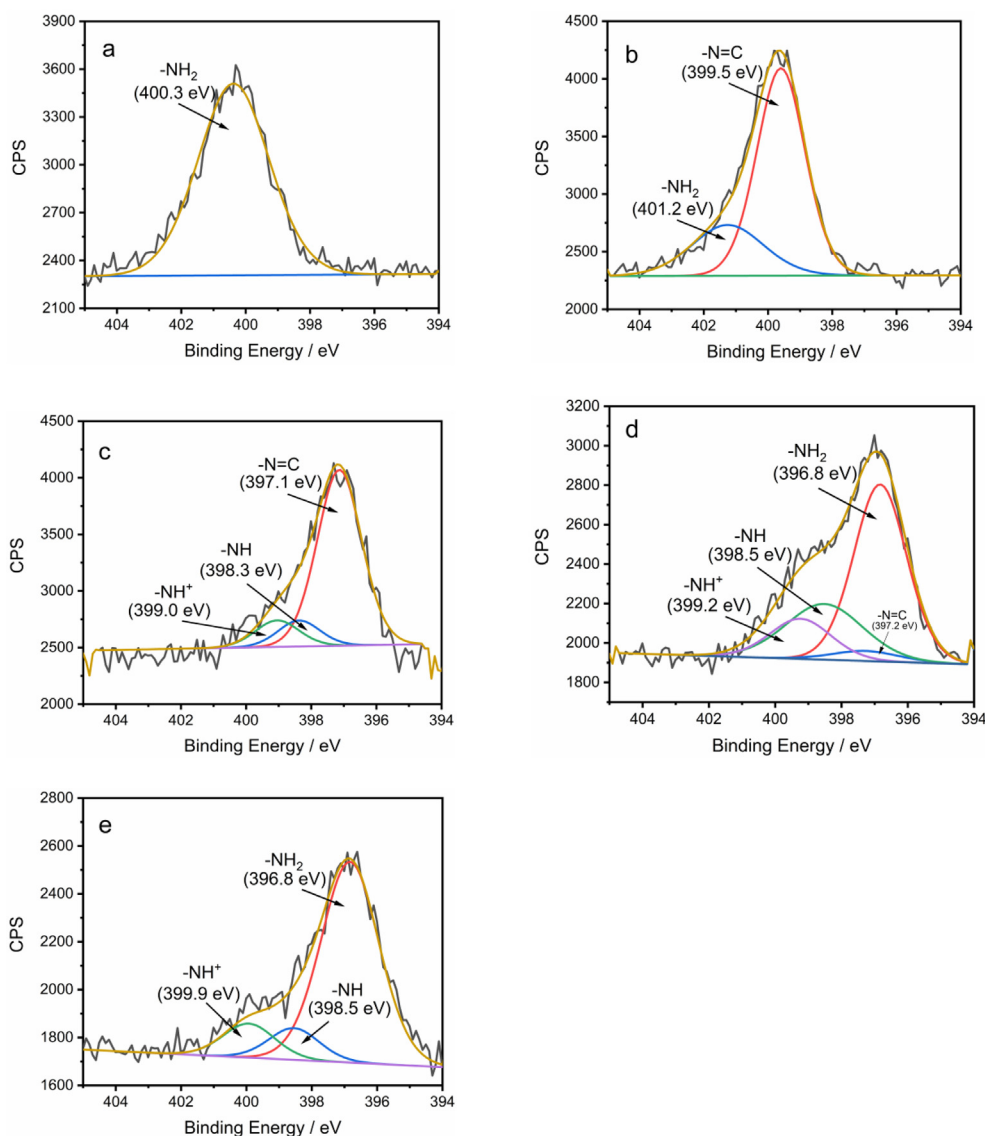 a
-NH₂
(400.3 eV)
CPS
3900
3600
3300
3000
2700
2400
2100
404 402 400 398 396 394
Binding Energy / eV
b
-N=C
(399.5 eV)
-NH₂
(401.2 eV)
CPS
4500
4000
3500
3000
2500
2000
404 402 400 398 396 394
Binding Energy / eV
c
-N=C
(397.1 eV)
-NH
(398.3 eV)
-NH⁺
(399.0 eV)
CPS
4500
4000
3500
3000
2500
2000
404 402 400 398 396 394
Binding Energy / eV
d
-NH₂
(396.8 eV)
-NH
(398.5 eV)
-NH⁺
(399.2 eV)
-N=C
(397.2 eV)
CPS
3200
3000
2800
2600
2400
2200
2000
1800
404 402 400 398 396 394
Binding Energy / eV
e
-NH₂
(396.8 eV)
-NH⁺
(399.9 eV)
-NH
(398.5 eV)
CPS
2800
2600
2400
2200
2000
1800
1600
404 402 400 398 396 394
Binding Energy / eV